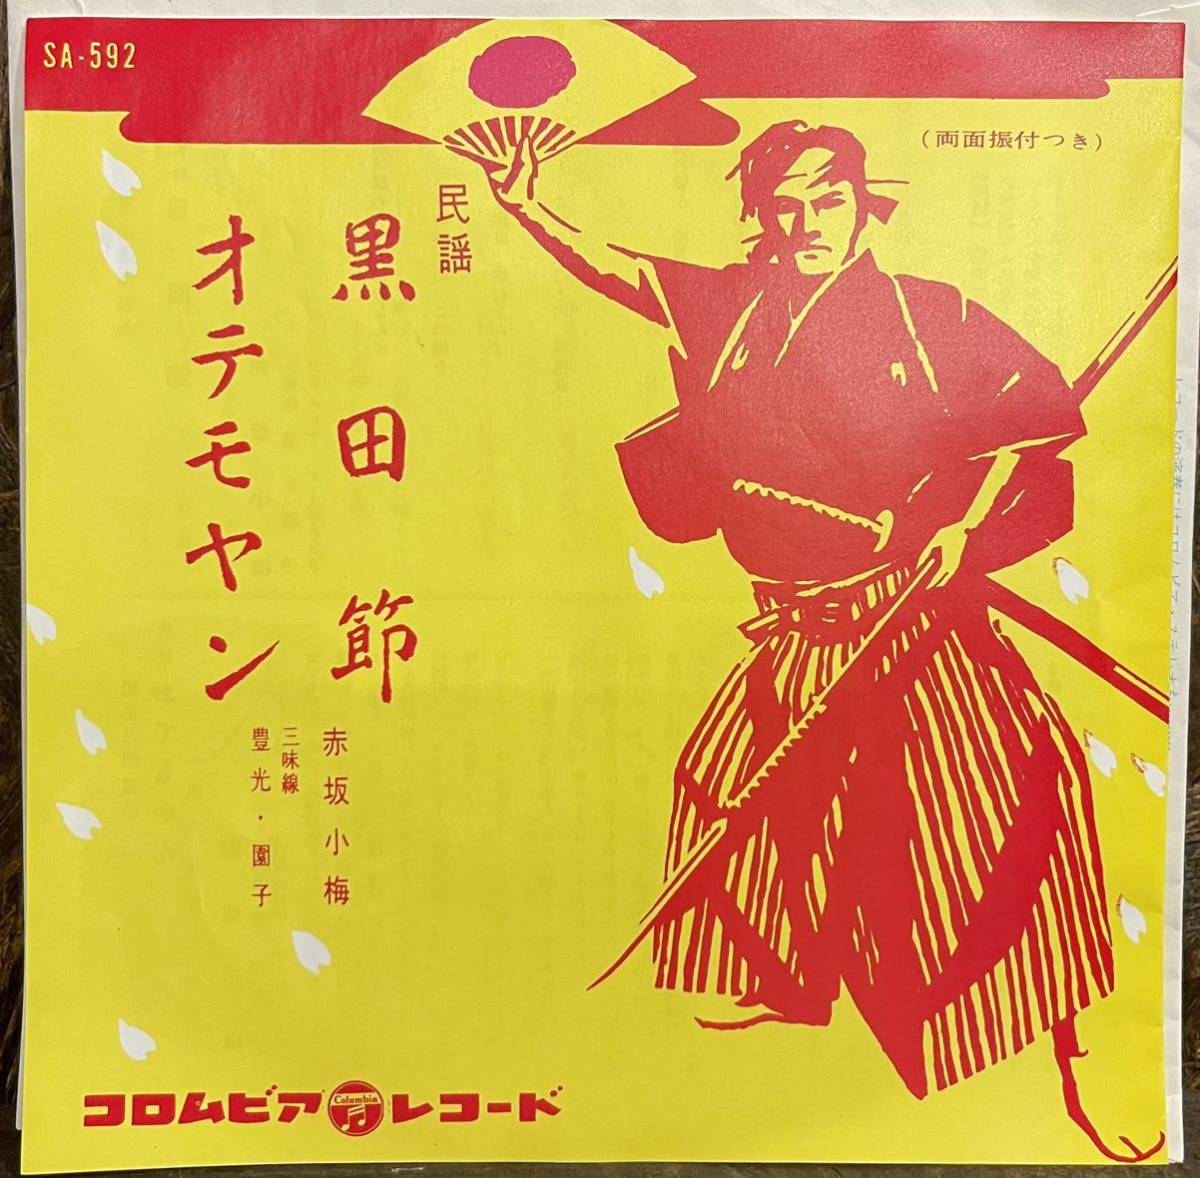 SA-592
(両面振付つき)
民謡
黒田節
オテモヤン
赤坂小梅
三味線
豊光・園子
コロムビア Columbia レコード